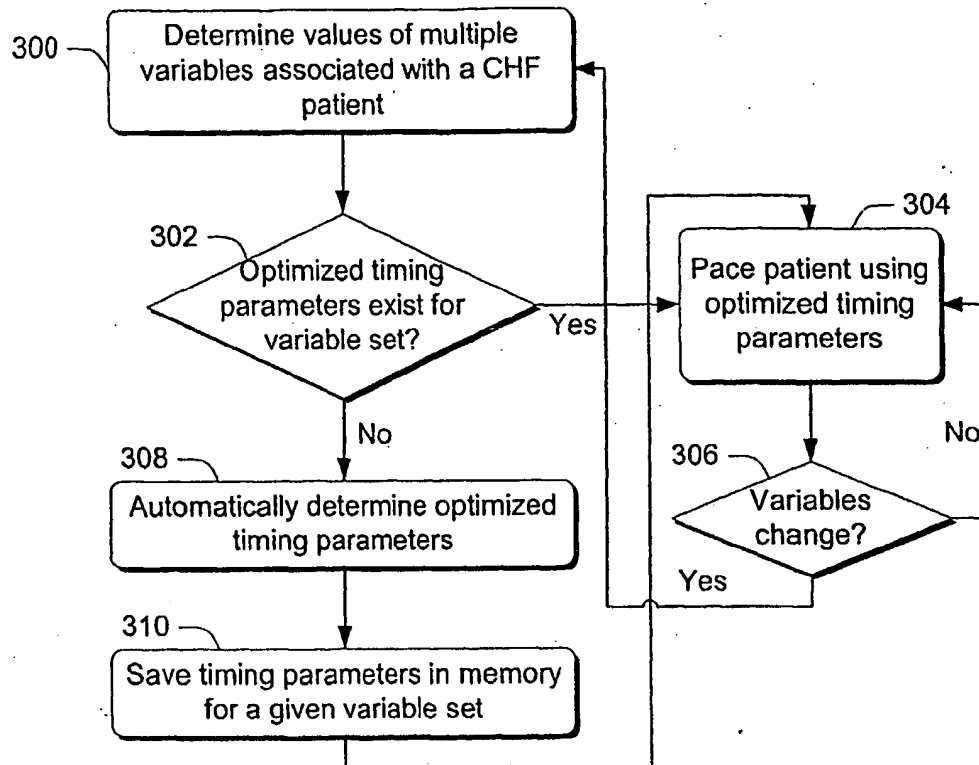 300
Determine values of multiple
variables associated with a CHF
patient
302
Optimized timing
parameters exist for
variable set?
Yes
No
304
Pace patient using
optimized timing
parameters
306
Variables
change?
No
Yes
308
Automatically determine optimized
timing parameters
310
Save timing parameters in memory
for a given variable set